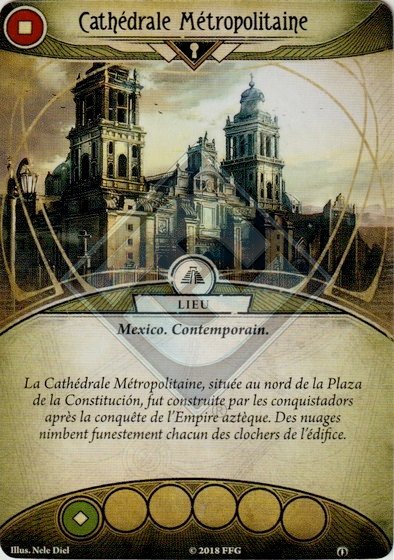 Cathédrale Métropolitaine
LIEU
Mexico. Contemporain.
La Cathédrale Métropolitaine, située au nord de la Plaza
de la Constitución, fut construite par les conquistadors
après la conquête de l'Empire aztèque. Des nuages
nimbent funestement chacun des clochers de l'édifice.
Illus. Nele Diel
© 2018 FFG